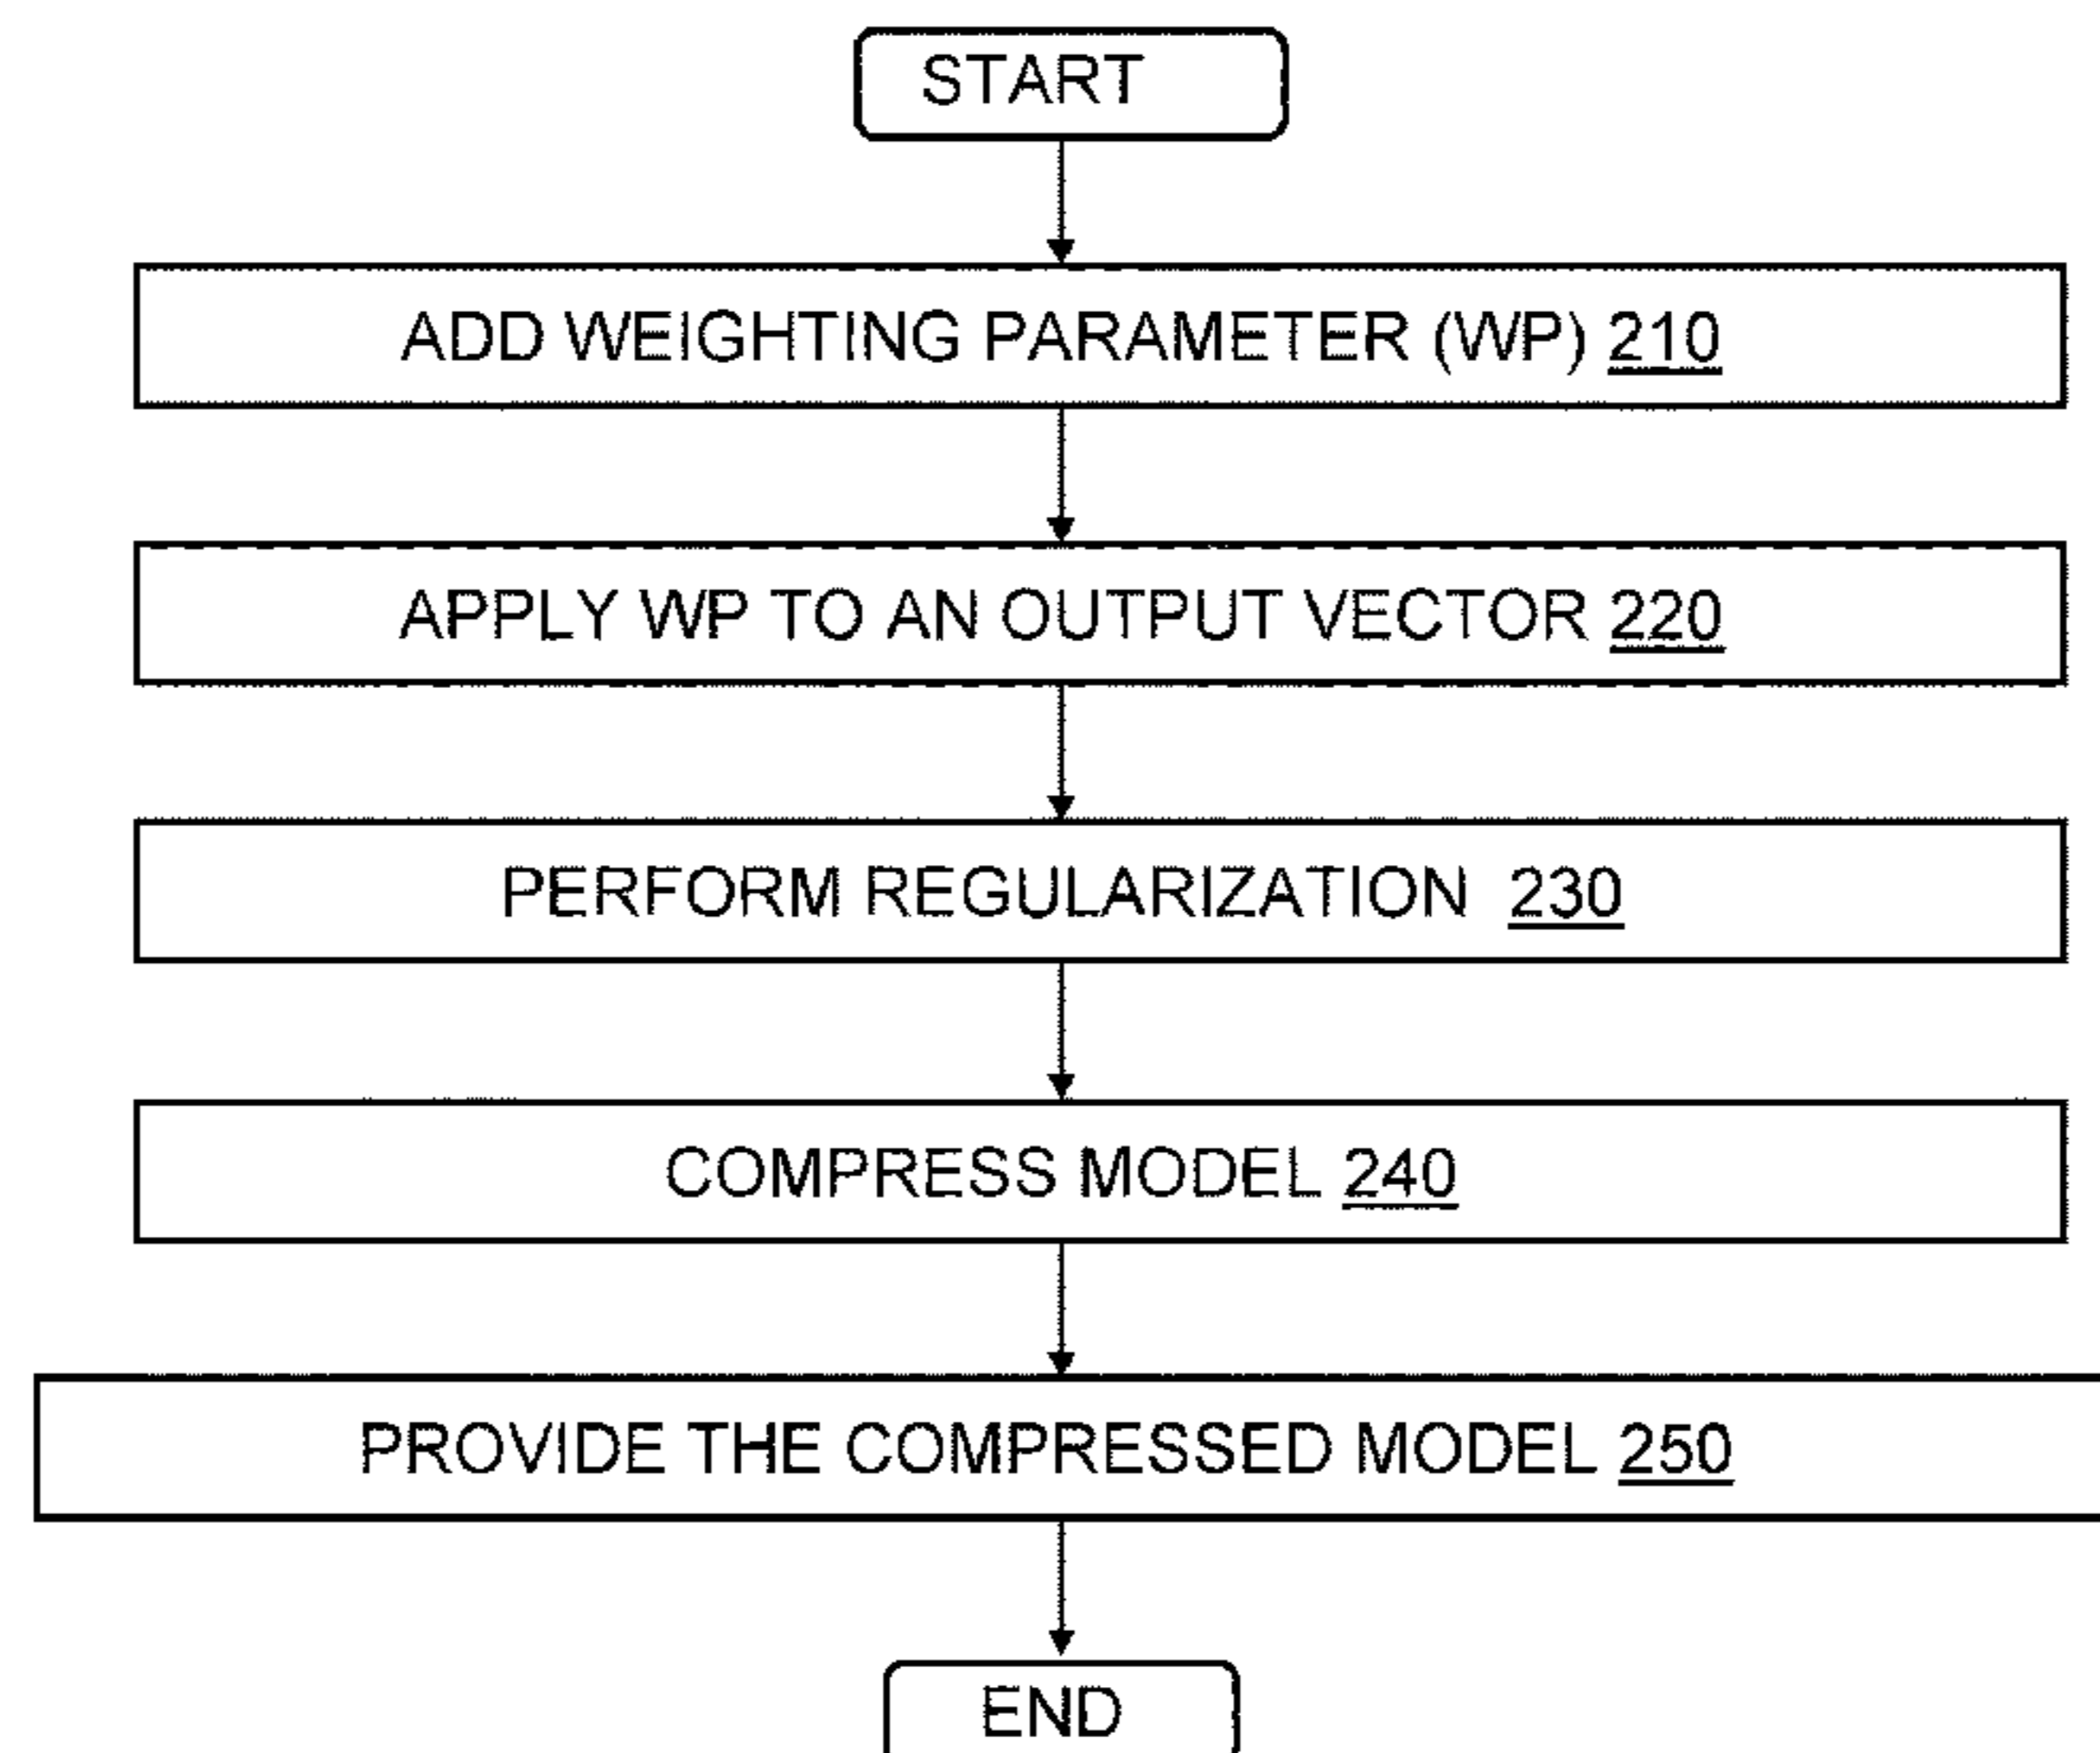 START
ADD WEIGHTING PARAMETER (WP) 210
APPLY WP TO AN OUTPUT VECTOR 220
PERFORM REGULARIZATION 230
COMPRESS MODEL 240
PROVIDE THE COMPRESSED MODEL 250
END